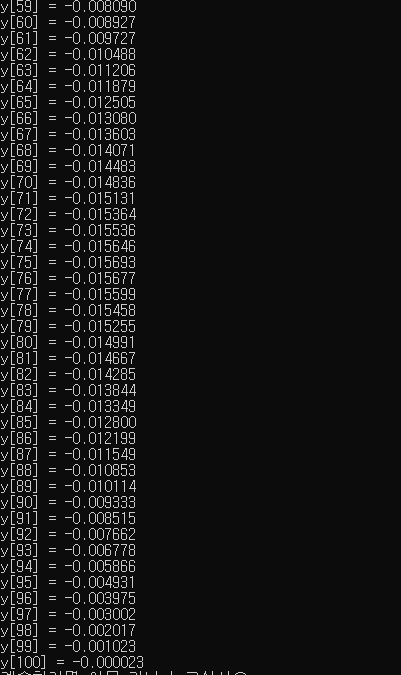 y[59] = -0.008090
y[60] = -0.008927
y[61] = -0.009727
y[62] = -0.010488
y[63] = -0.011206
y[64] = -0.011879
y[65] = -0.012505
y[66] = -0.013080
y[67] = -0.013603
y[68] = -0.014071
y[69] = -0.014483
y[70] = -0.014836
y[71] = -0.015131
y[72] = -0.015364
y[73] = -0.015536
y[74] = -0.015646
y[75] = -0.015693
y[76] = -0.015677
y[77] = -0.015599
y[78] = -0.015458
y[79] = -0.015255
y[80] = -0.014991
y[81] = -0.014667
y[82] = -0.014285
y[83] = -0.013844
y[84] = -0.013349
y[85] = -0.012800
y[86] = -0.012199
y[87] = -0.011549
y[88] = -0.010853
y[89] = -0.010114
y[90] = -0.009333
y[91] = -0.008515
y[92] = -0.007662
y[93] = -0.006778
y[94] = -0.005866
y[95] = -0.004931
y[96] = -0.003975
y[97] = -0.003002
y[98] = -0.002017
y[99] = -0.001023
y[100] = -0.000023